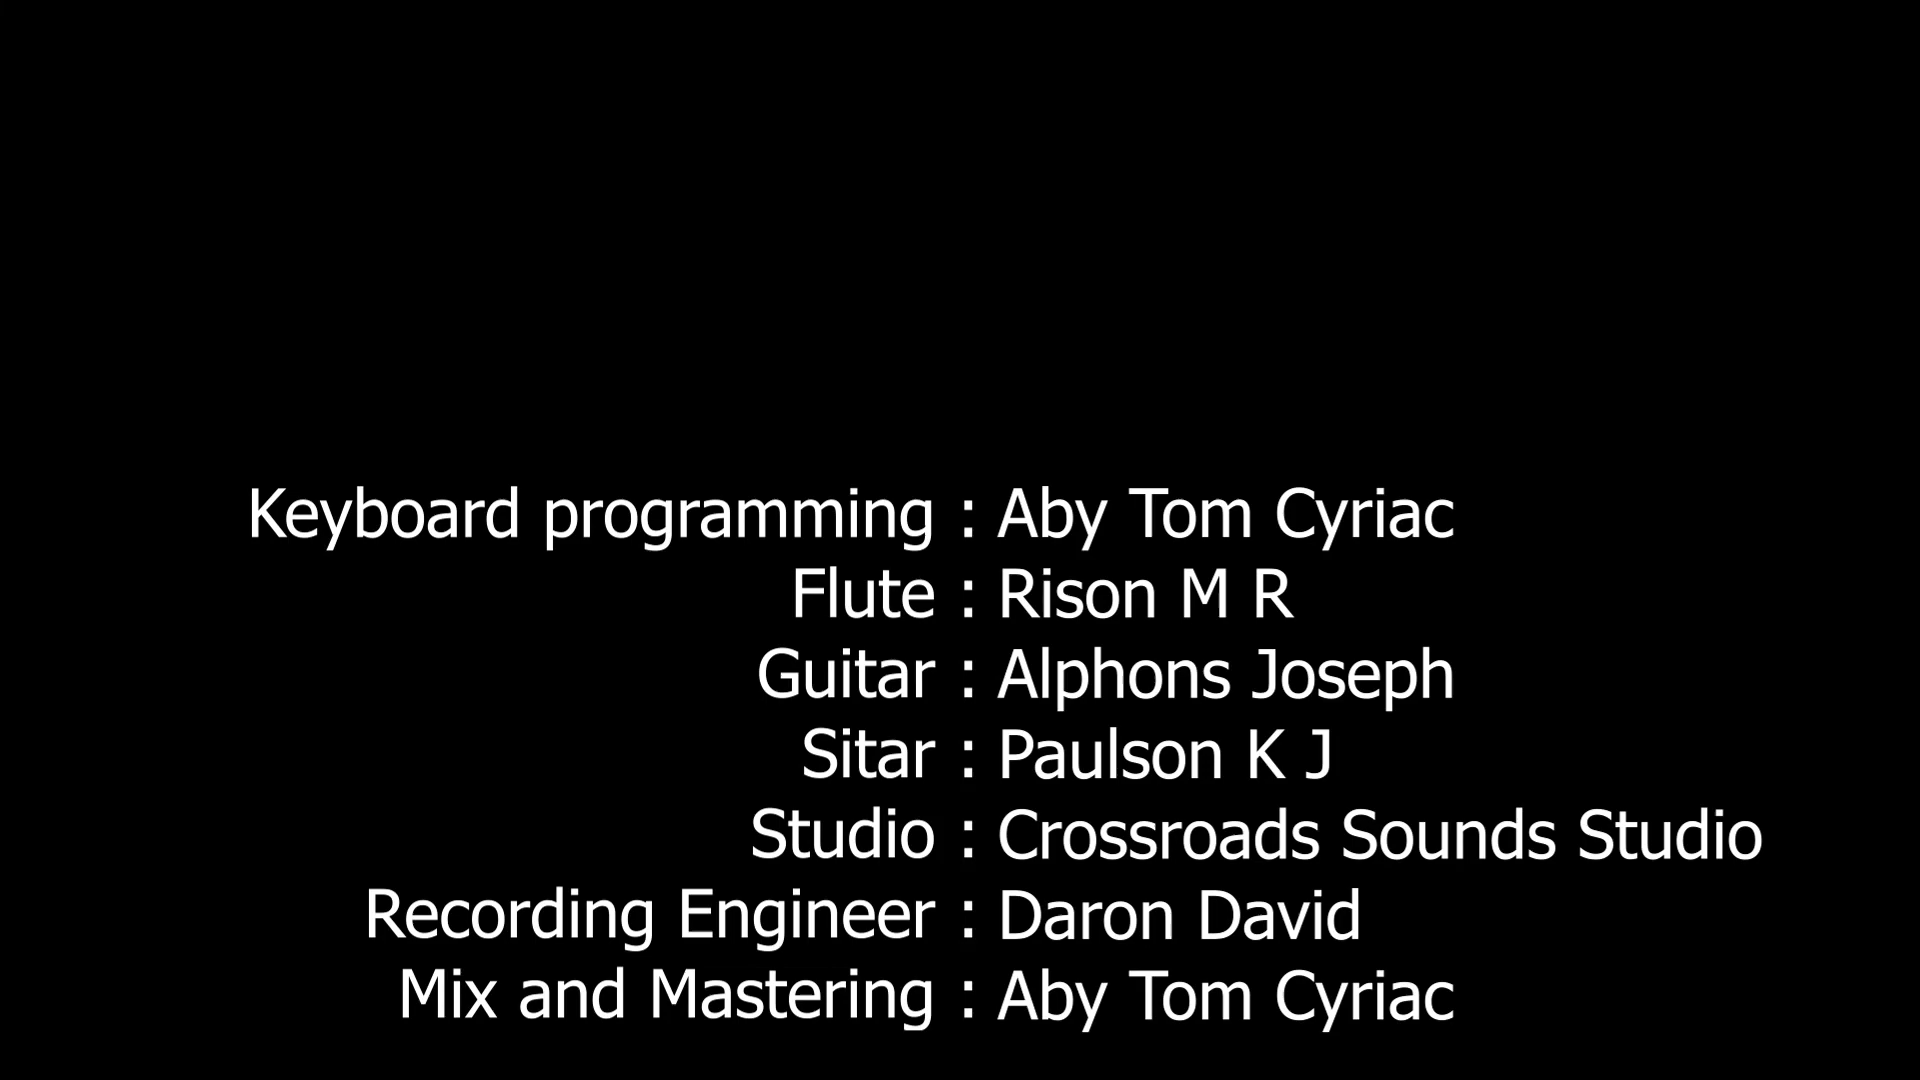 Keyboard programming : Aby Tom Cyriac
Flute : Rison M R
Guitar : Alphons Joseph
Sitar : Paulson K J
Studio : Crossroads Sounds Studio
Recording Engineer : Daron David
Mix and Mastering : Aby Tom Cyriac